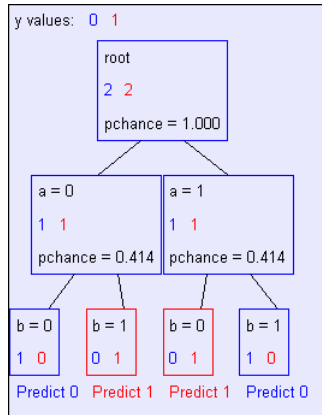 y values: 0 1
root
2 2
pchance = 1.000
a = 0 a = 1
1 1 1 1
pchance = 0.414 pchance = 0.414
b = 0 b = 1 b = 0 b = 1
1 0 0 1 0 1 1 0
Predict 0 Predict 1 Predict 1 Predict 0